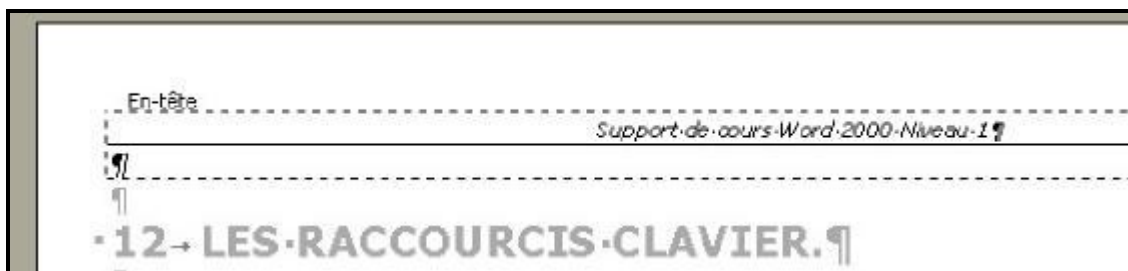 En-tête
Support·de·cours·Word·2000·Niveau·1¶
¶
¶
·12→LES·RACCOURCIS·CLAVIER.¶